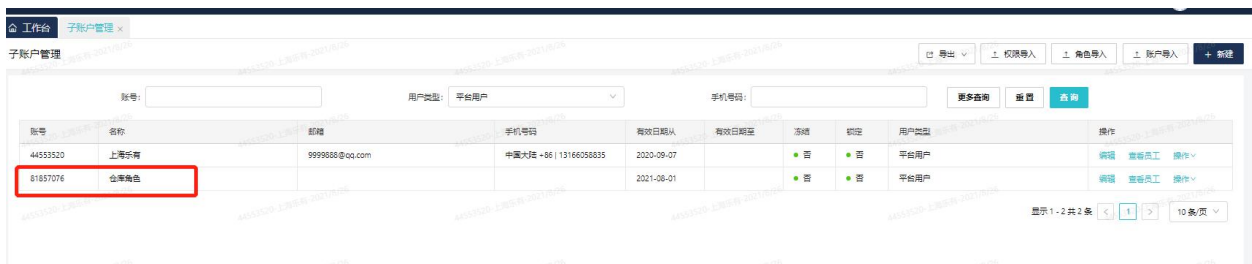 工作台 子账户管理 ×
子账户管理 导出 权限导入 角色导入 账户导入 + 新建
账号: 用户类型: 平台用户 手机号码: 更多查询 重置 查询
账号 名称 邮箱 手机号码 有效日期从 有效日期至 冻结 锁定 用户类型 操作
44553520 上海乐有 9999888@qq.com 中国大陆 +86 | 13166058835 2020-09-07 否 否 平台用户 编辑 查看员工 操作
81857076 仓库角色 2021-08-01 否 否 平台用户 编辑 查看员工 操作
显示 1 - 2 共 2 条 < 1 > 10 条/页